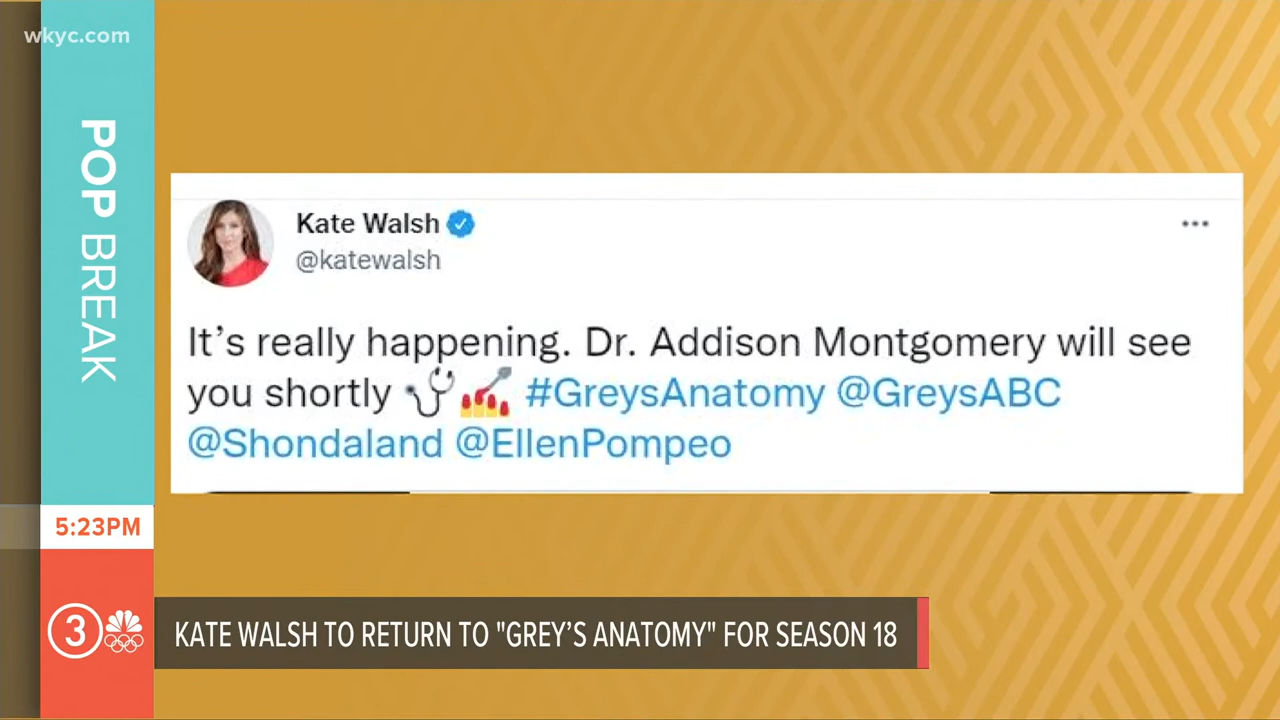 wkyc.com
POP BREAK
Kate Walsh
@katewalsh
It’s really happening. Dr. Addison Montgomery will see
you shortly #GreysAnatomy @GreysABC
@Shondaland @EllenPompeo
5:23PM
3
KATE WALSH TO RETURN TO "GREY’S ANATOMY" FOR SEASON 18